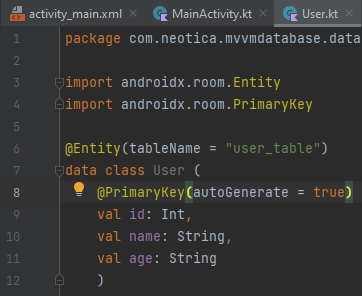 activity_main.xml MainActivity.kt User.kt
1 package com.neotica.mvvmdatabase.data
2
3 import androidx.room.Entity
4 import androidx.room.PrimaryKey
5
6 @Entity(tableName = "user_table")
7 data class User (
8 @PrimaryKey(autoGenerate = true)
9 val id: Int,
10 val name: String,
11 val age: String
12 )